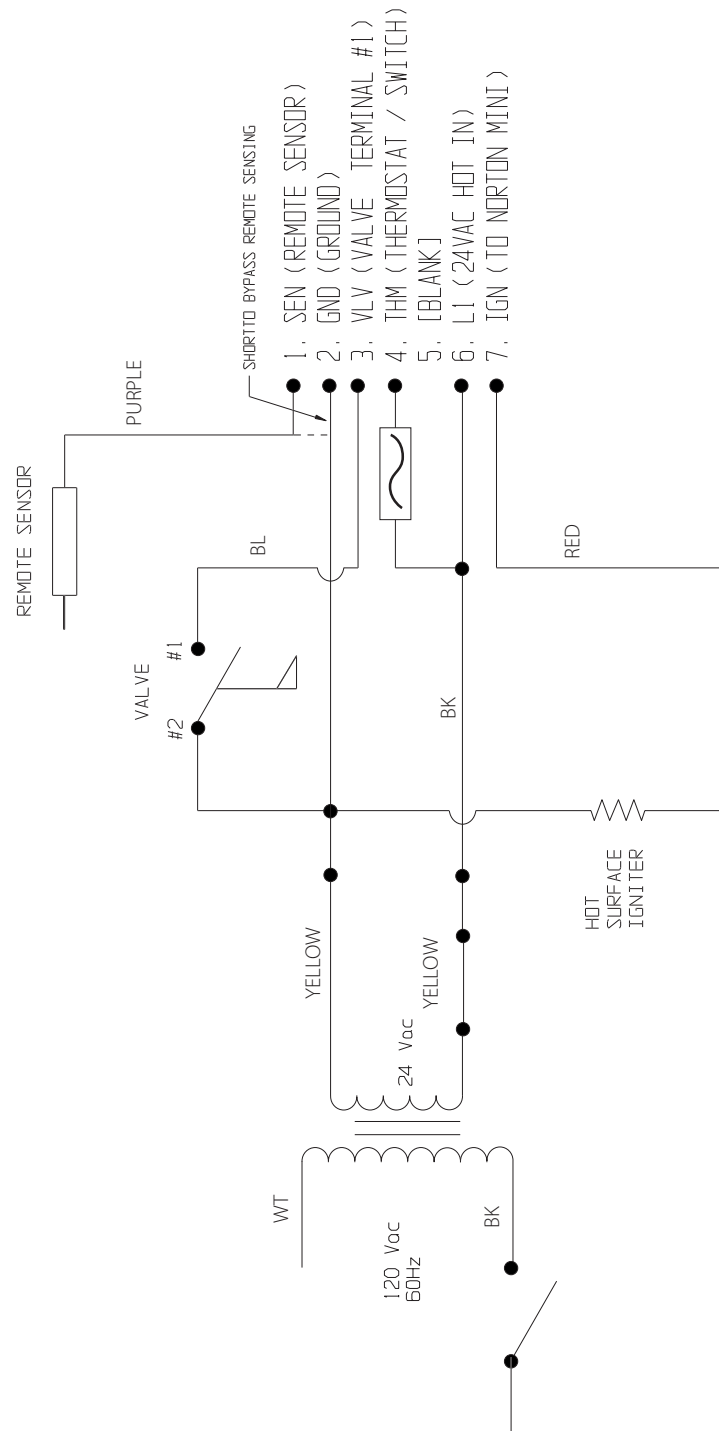 REMOTE SENSOR
PURPLE
SHORTTO BYPASS REMOTE SENSING
1. SEN (REMOTE SENSOR)
2. GND (GROUND)
3. VLV (VALVE TERMINAL #1)
4. THM (THERMOSTAT / SWITCH)
5. [BLANK]
6. L1 (24VAC HOT IN)
7. IGN (TO NORTON MINI)
VALVE
#2
#1
BL
BK
RED
YELLOW
YELLOW
24 Vac
HOT
SURFACE
IGNITER
WT
120 Vac
60Hz
BK